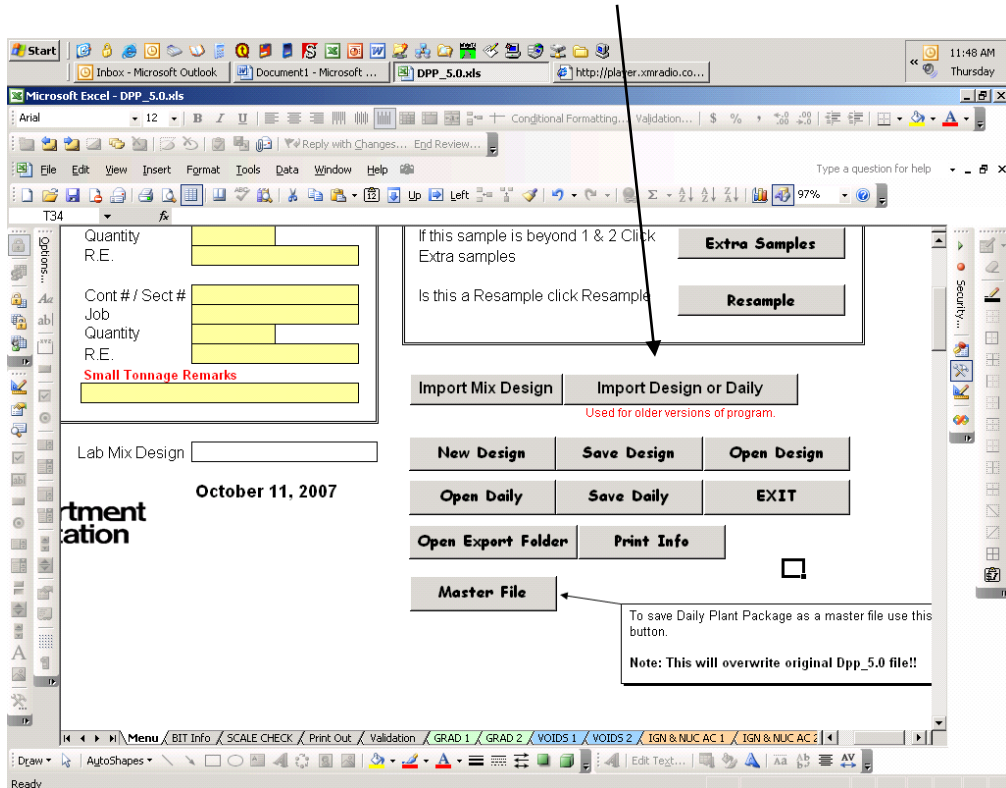 Start
11:48 AM
Inbox - Microsoft Outlook
Document1 - Microsoft ...
DPP_5.0.xls
http://player.xmradio.co...
Thursday
Microsoft Excel - DPP_5.0.xls
Arial
12
B I U
Conditional Formatting... Validation...
$ % ,
Reply with Changes... End Review...
File Edit View Insert Format Tools Data Window Help
Type a question for help
Up
Left
97%
T34
fx
Options...
Security...
Quantity
R.E.
If this sample is beyond 1 & 2 Click
Extra samples
Extra Samples
Cont # / Sect #
Job
Quantity
R.E.
Is this a Resample click Resample
Resample
Small Tonnage Remarks
Import Mix Design
Import Design or Daily
Used for older versions of program.
Lab Mix Design
New Design
Save Design
Open Design
October 11, 2007
Open Daily
Save Daily
EXIT
rtment
ation
Open Export Folder
Print Info
Master File
To save Daily Plant Package as a master file use this
button.
Note: This will overwrite original Dpp_5.0 file!!
Menu / BIT Info / SCALE CHECK / Print Out / Validation / GRAD 1 / GRAD 2 / VOIDS 1 / VOIDS 2 / IGN & NUC AC 1 / IGN & NUC AC 2
Draw
AutoShapes
Edit Text...
Ready